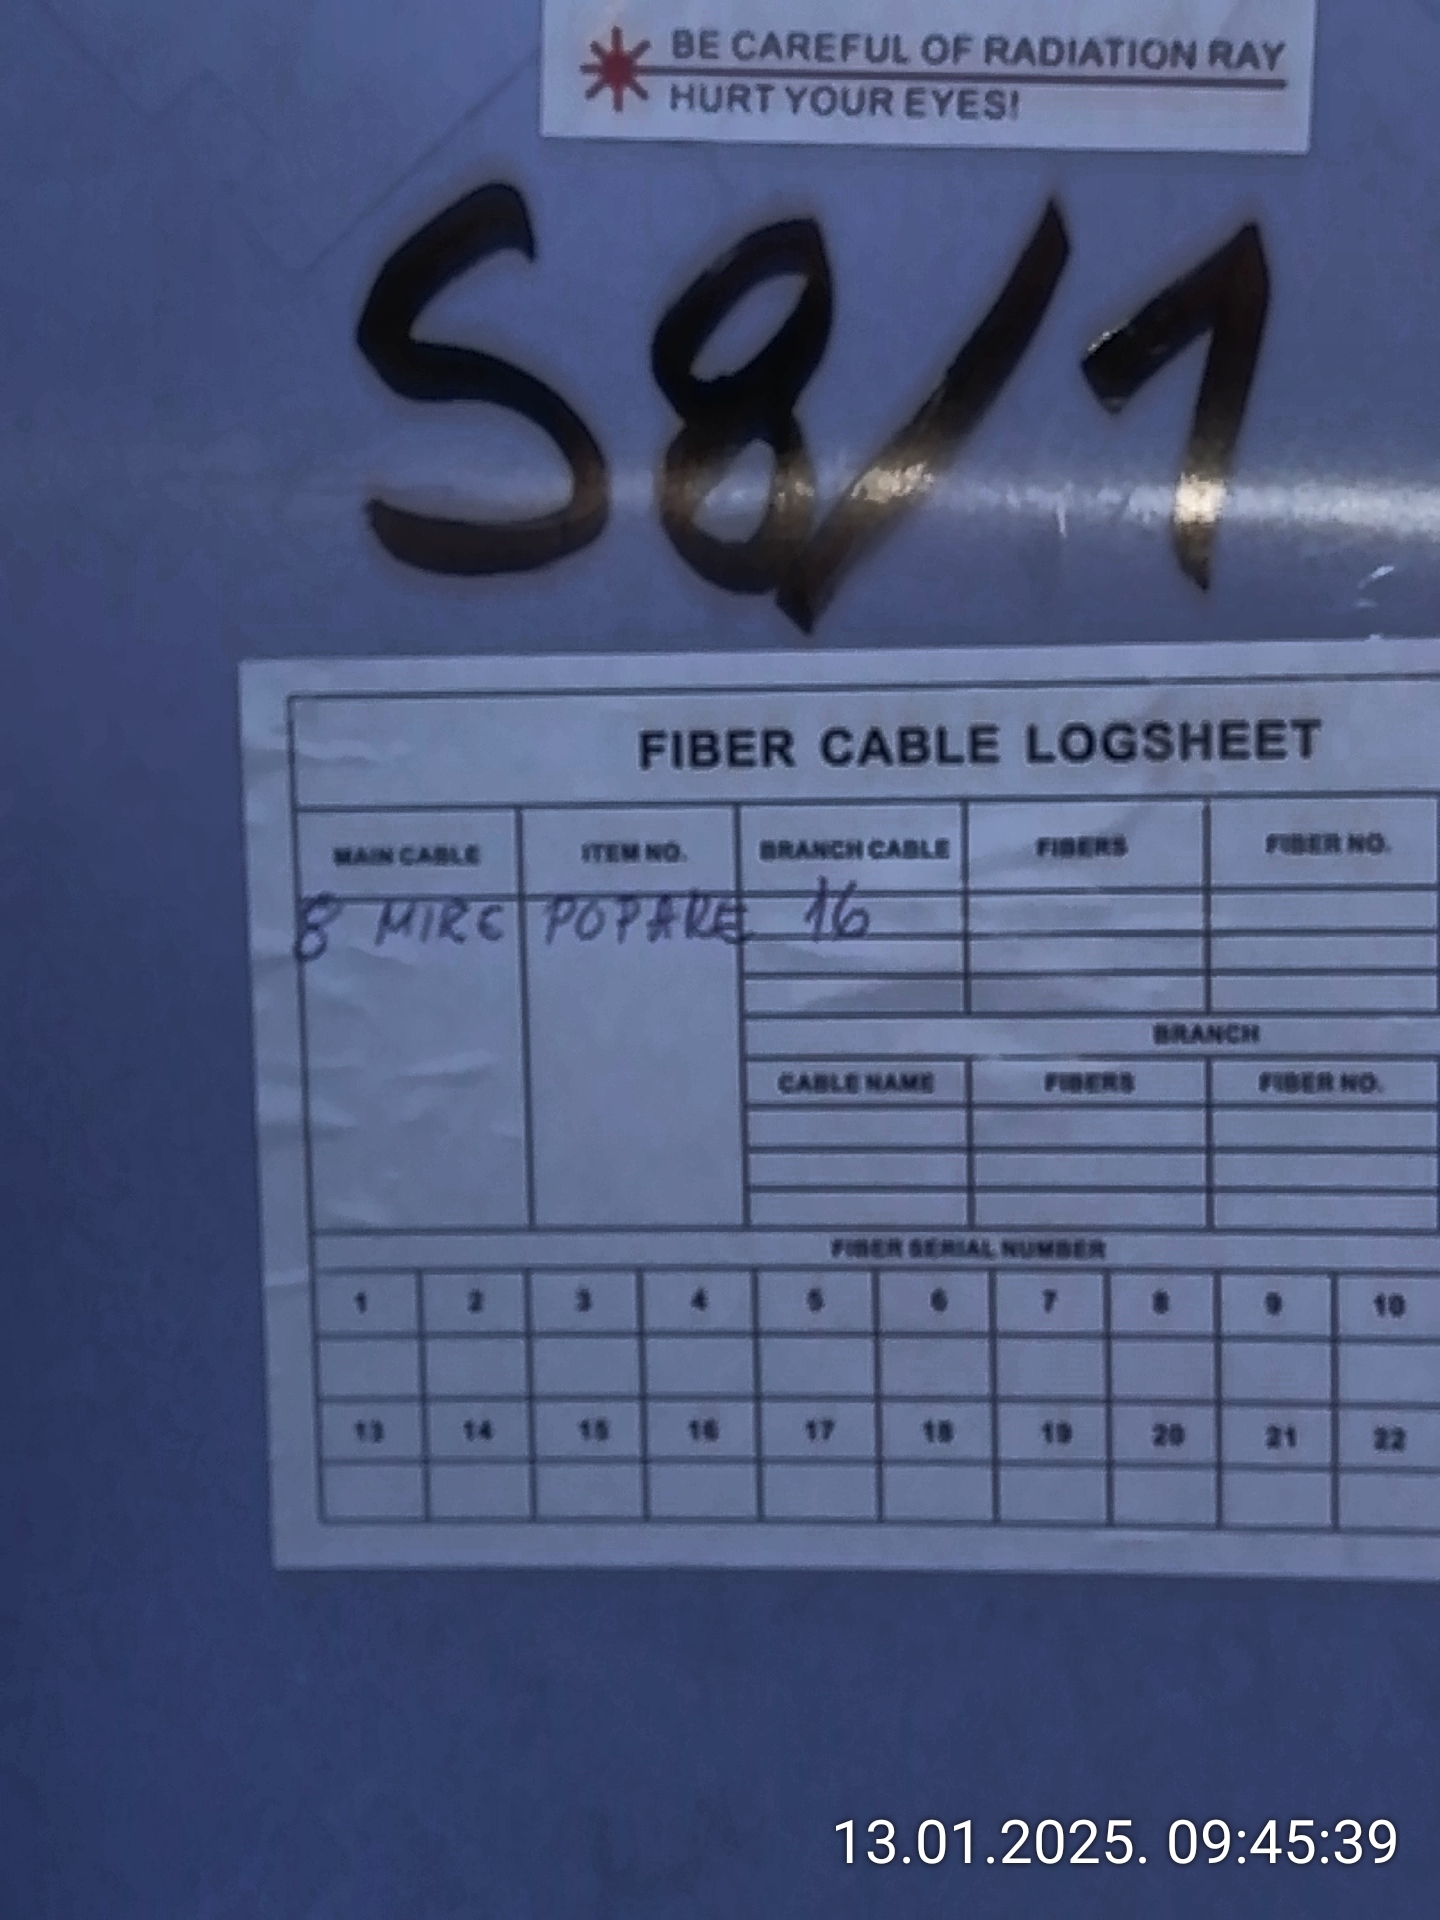 BE CAREFUL OF RADIATION RAY
HURT YOUR EYES!
S8/1
FIBER CABLE LOGSHEET
MAIN CABLE ITEM NO. BRANCH CABLE FIBERS FIBER NO.
8 MIRE POPARE 16
BRANCH
CABLE NAME FIBERS FIBER NO.
FIBER SERIAL NUMBER
1 2 3 4 5 6 7 8 9 10
13 14 15 16 17 18 19 20 21 22
13.01.2025. 09:45:39